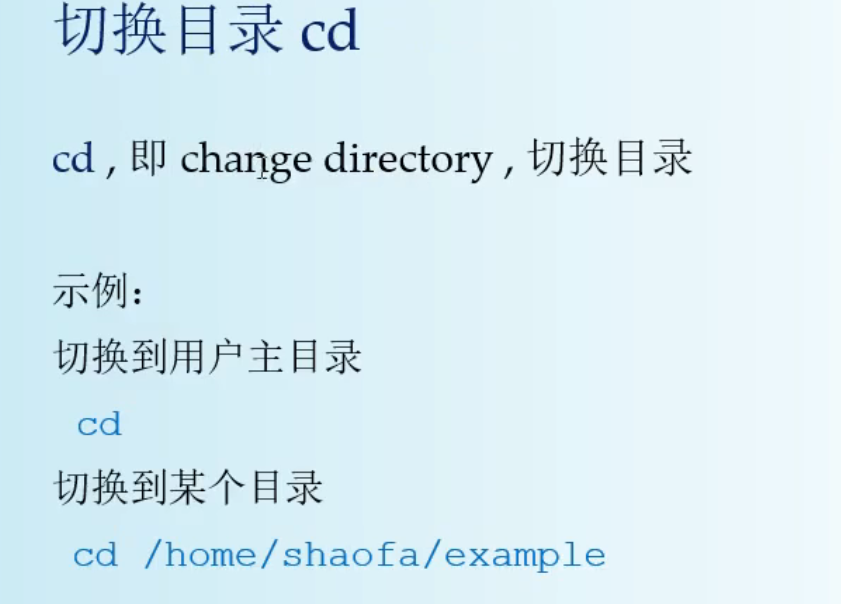 切换目录 cd
cd , 即 change directory , 切换目录
示例：
切换到用户主目录
cd
切换到某个目录
cd /home/shaofa/example